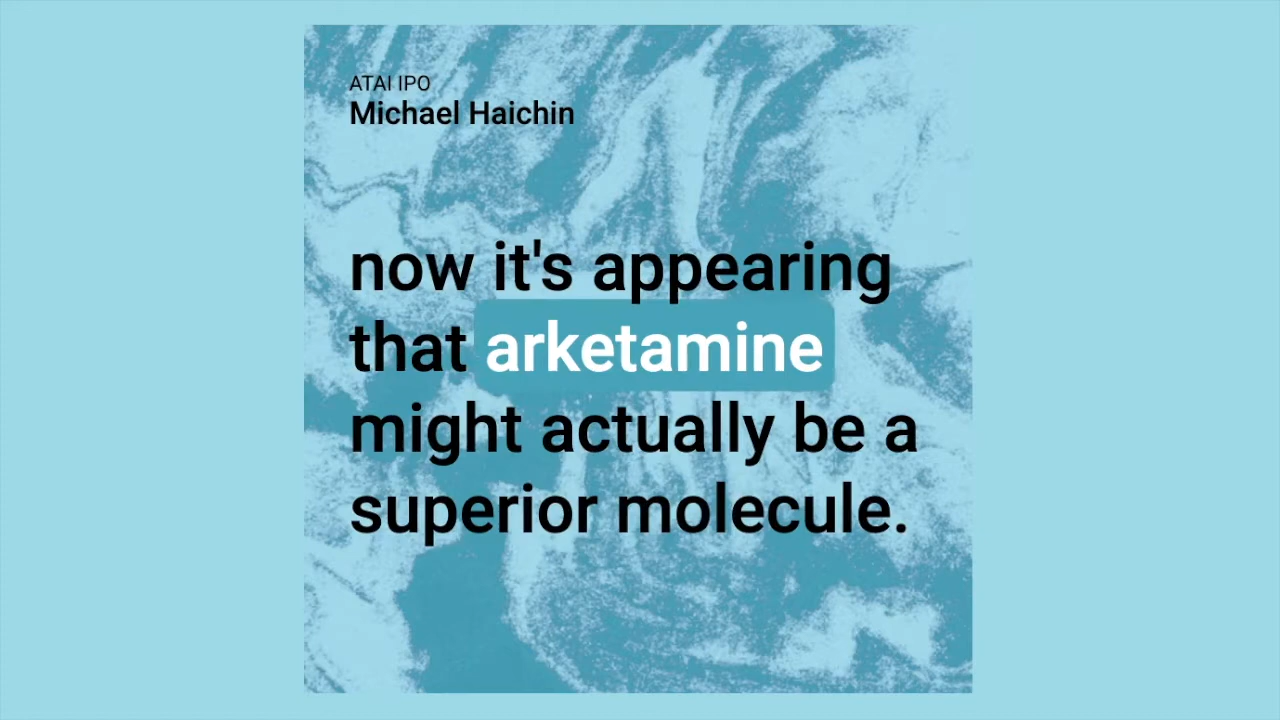 ATAI IPO
Michael Haichin
now it's appearing
that arketamine
might actually be a
superior molecule.